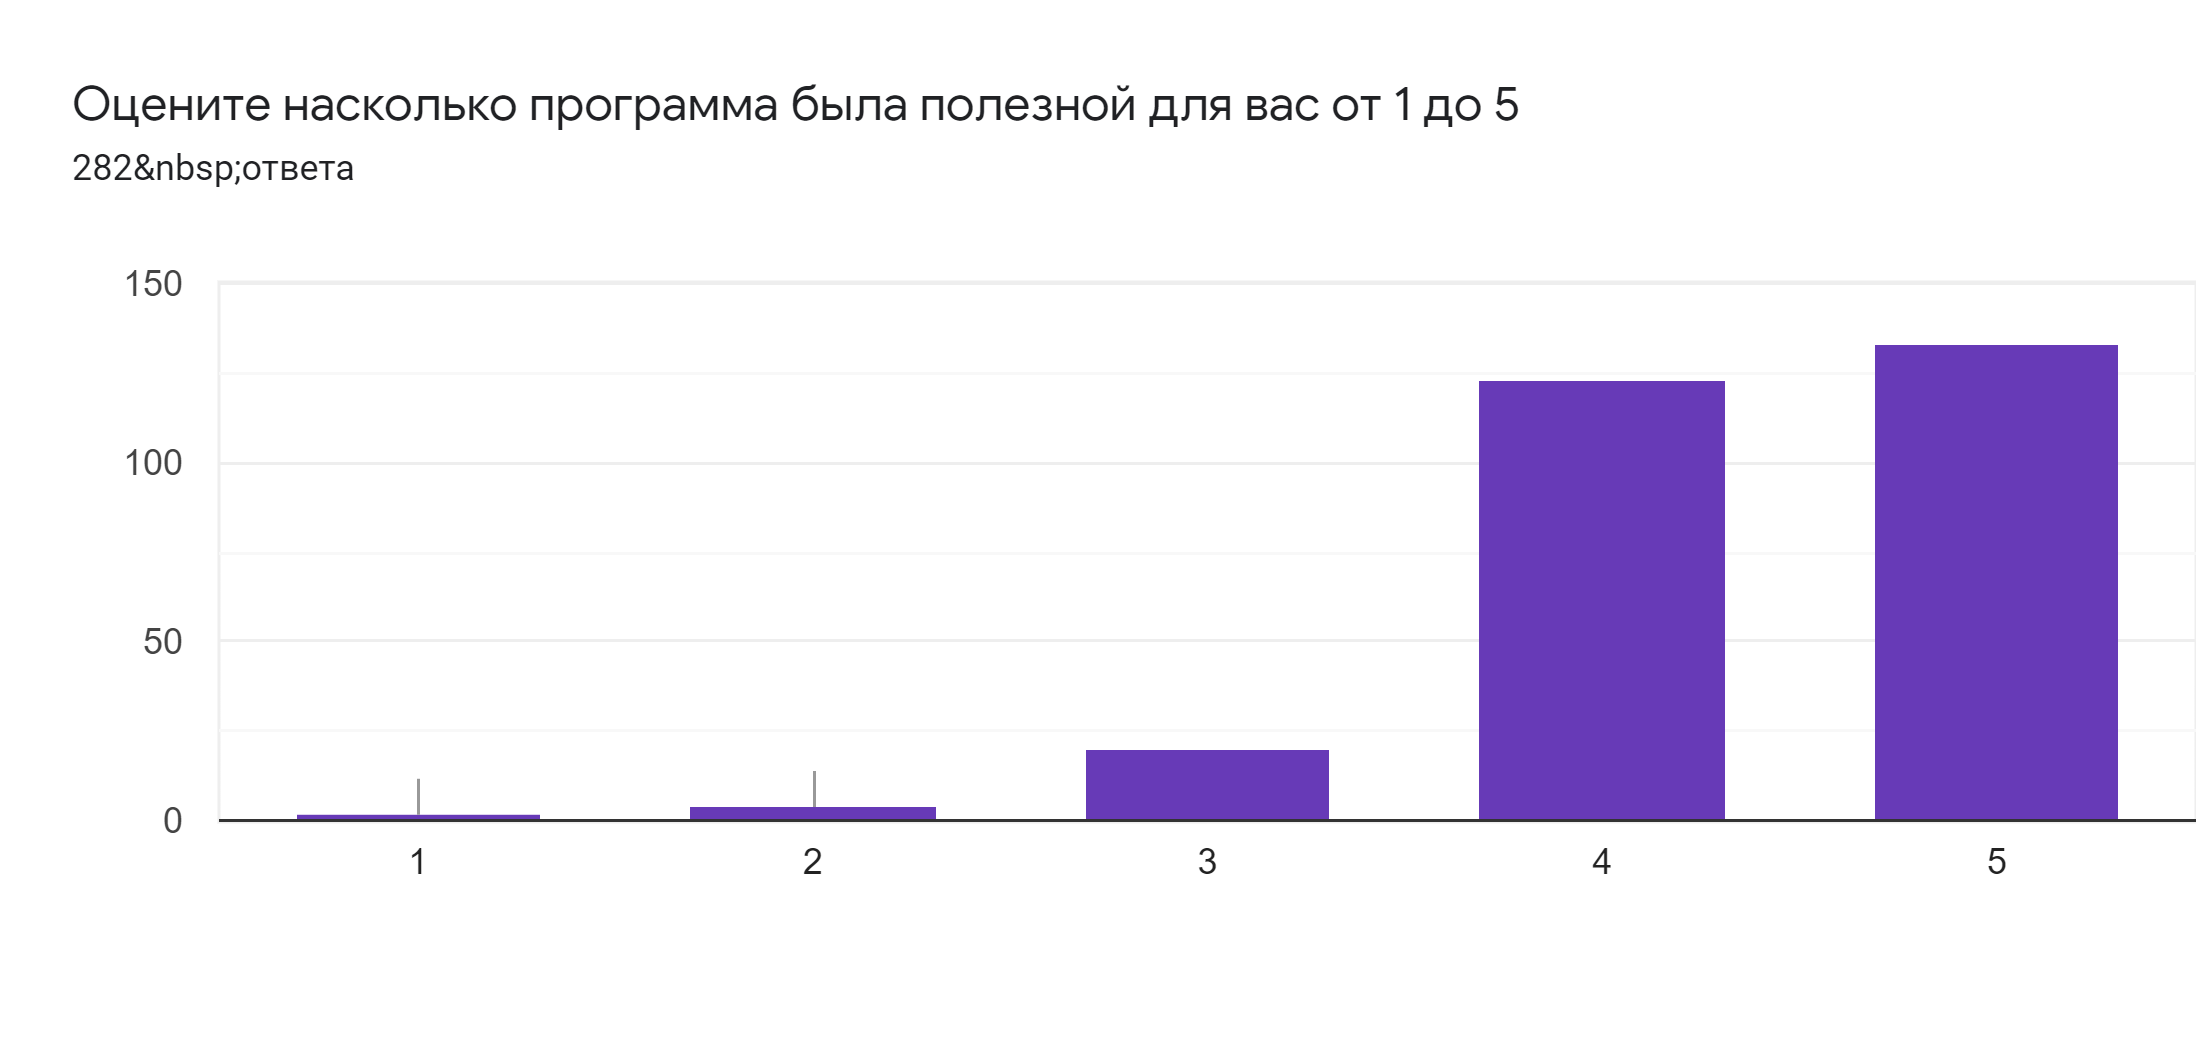 Оцените насколько программа была полезной для вас от 1 до 5
282&nbsp;ответа
150
100
50
0
1 2 3 4 5